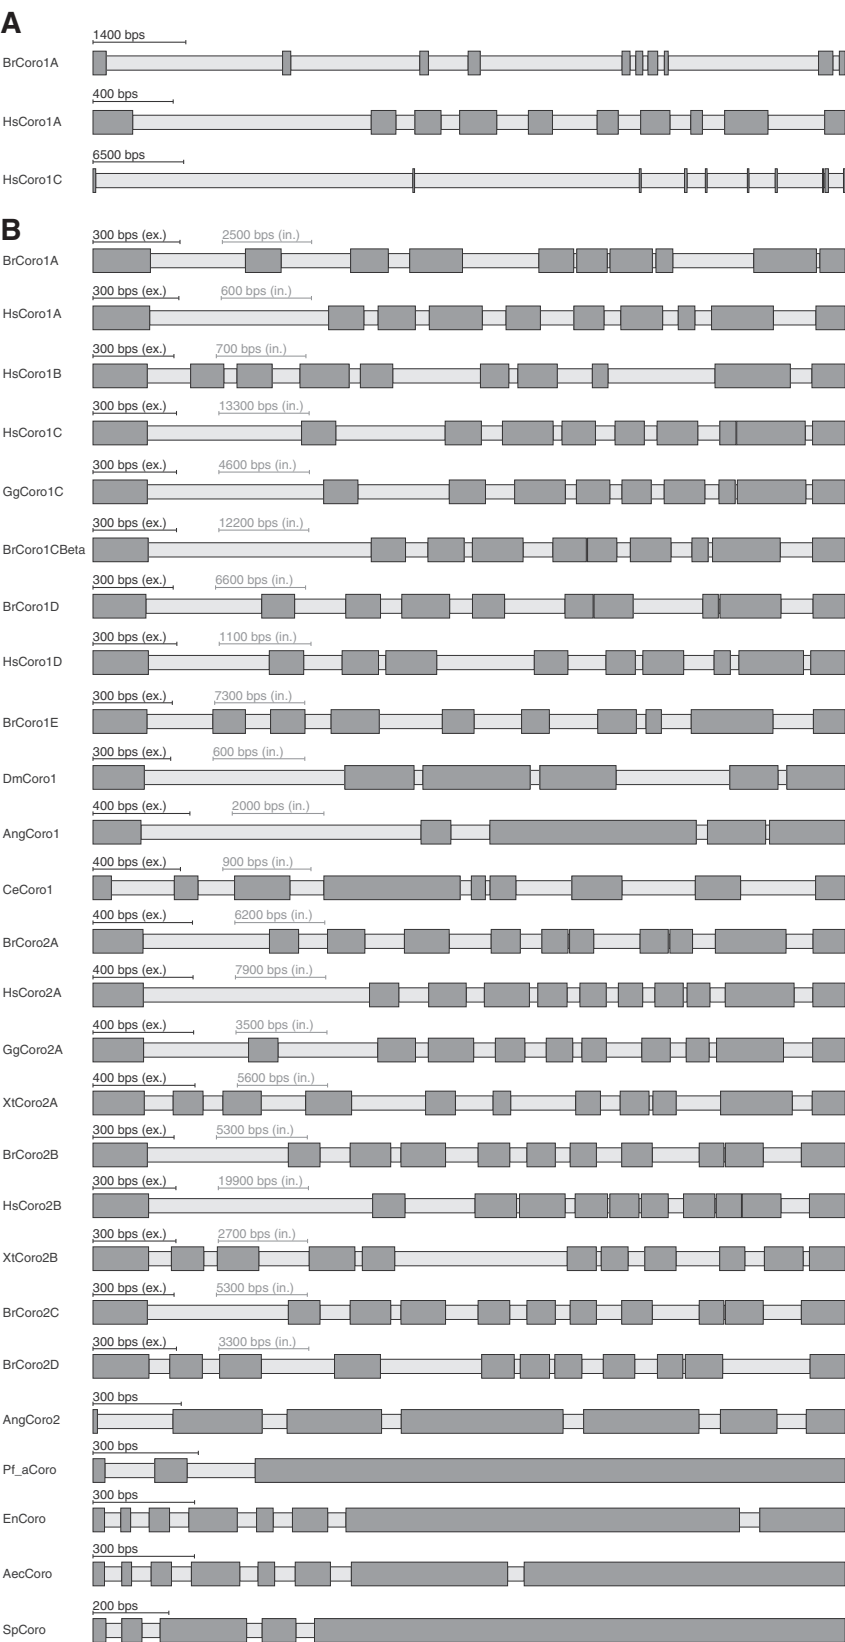 A
1400 bps
BrCoro1A
400 bps
HsCoro1A
6500 bps
HsCoro1C
B
300 bps (ex.) 2500 bps (in.)
BrCoro1A
300 bps (ex.) 600 bps (in.)
HsCoro1A
300 bps (ex.) 700 bps (in.)
HsCoro1B
300 bps (ex.) 13300 bps (in.)
HsCoro1C
300 bps (ex.) 4600 bps (in.)
GgCoro1C
300 bps (ex.) 12200 bps (in.)
BrCoro1CBeta
300 bps (ex.) 6600 bps (in.)
BrCoro1D
300 bps (ex.) 1100 bps (in.)
HsCoro1D
300 bps (ex.) 7300 bps (in.)
BrCoro1E
300 bps (ex.) 600 bps (in.)
DmCoro1
400 bps (ex.) 2000 bps (in.)
AngCoro1
400 bps (ex.) 900 bps (in.)
CeCoro1
400 bps (ex.) 6200 bps (in.)
BrCoro2A
400 bps (ex.) 7900 bps (in.)
HsCoro2A
400 bps (ex.) 3500 bps (in.)
GgCoro2A
400 bps (ex.) 5600 bps (in.)
XtCoro2A
300 bps (ex.) 5300 bps (in.)
BrCoro2B
300 bps (ex.) 19900 bps (in.)
HsCoro2B
300 bps (ex.) 2700 bps (in.)
XtCoro2B
300 bps (ex.) 5300 bps (in.)
BrCoro2C
300 bps (ex.) 3300 bps (in.)
BrCoro2D
300 bps
AngCoro2
300 bps
Pf_aCoro
300 bps
EnCoro
300 bps
AecCoro
200 bps
SpCoro